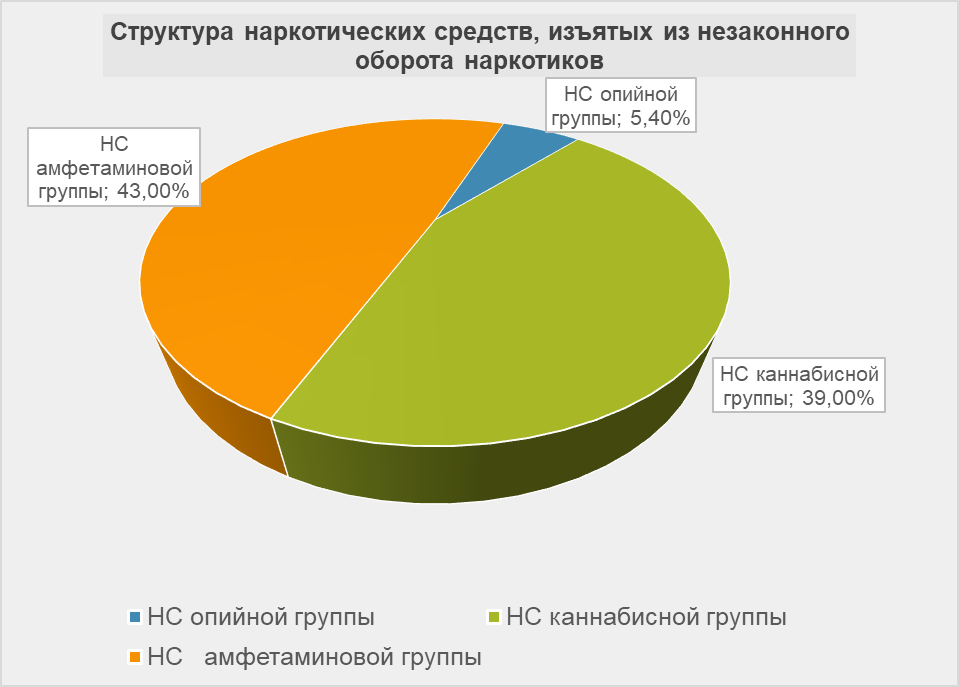 Структура наркотических средств, изъятых из незаконного
оборота наркотиков
НС опийной
группы; 5,40%
НС
амфетаминовой
группы; 43,00%
НС каннабисной
группы; 39,00%
НС опийной группы
НС каннабисной группы
НС амфетаминовой группы